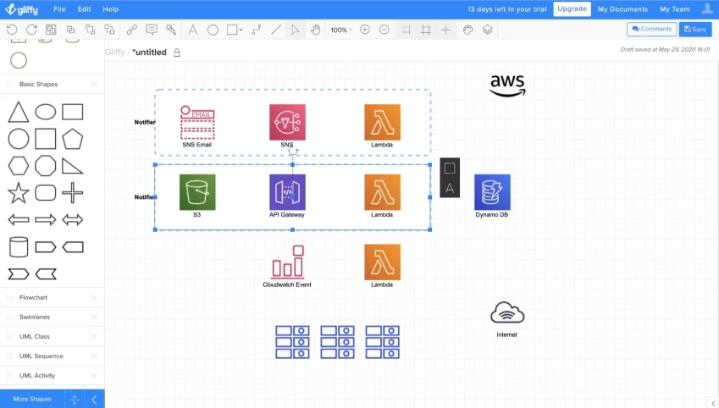 gliffy
File Edit Help
13 days left in your trial Upgrade My Documents My Team
100%
Comments Save
Gliffy / *untitled
Draft saved at May 29, 2020 16:01
Basic Shapes
aws
EMAIL
Notifier
SNS Email SNS Lambda
Notifie
S3 API Gateway Lambda Dynamo DB
A
Cloudwatch Event Lambda
Flowchart
Swimlanes
Internet
UML Class
UML Sequence
UML Activity
More Shapes